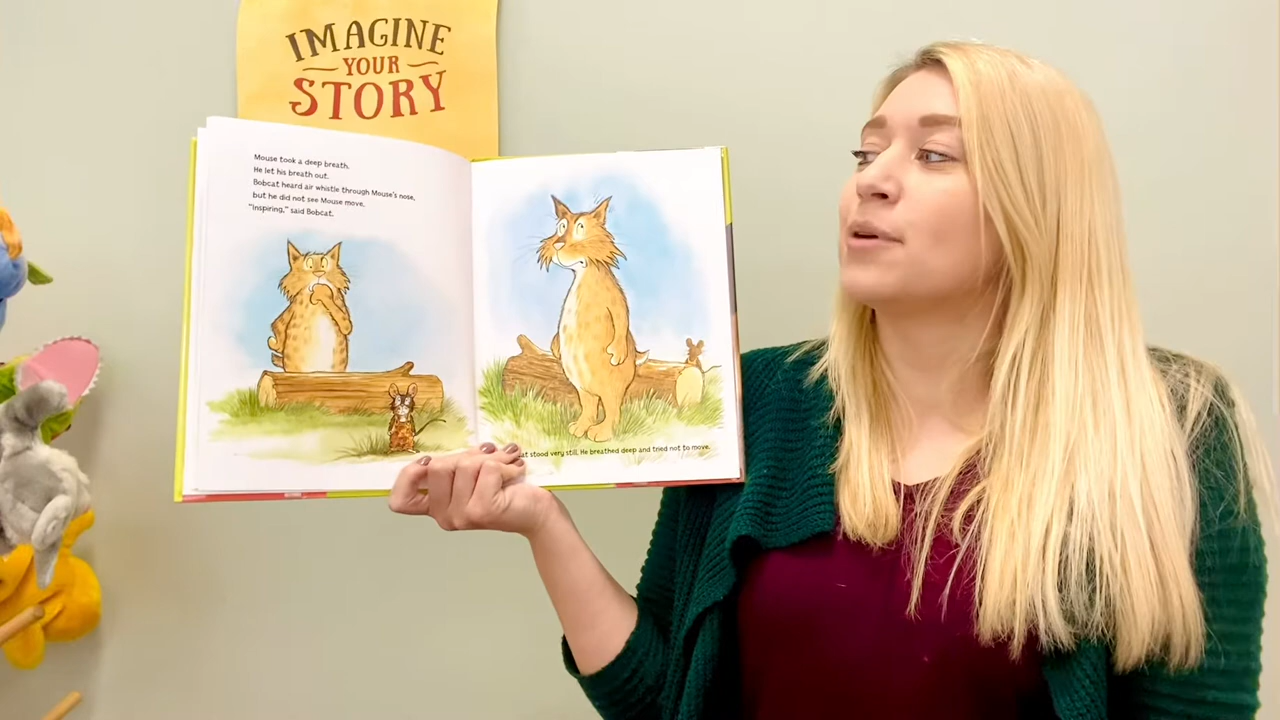 IMAGINE
YOUR
STORY
Mouse took a deep breath.
He let his breath out.
Bobcat heard air whistle through Mouse's nose,
but he did not see Mouse move.
"Inspiring," said Bobcat.
stood very still. He breathed deep and tried not to move.